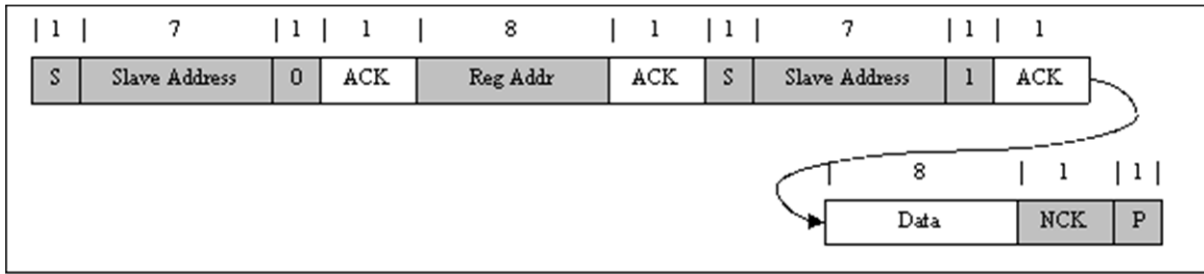 | 1 | 7 | 1 | 1 | 8 | 1 | 1 | 7 | 1 | 1
S Slave Address 0 ACK Reg Addr ACK S Slave Address 1 ACK
| 8 | 1 | 1 |
Data NCK P